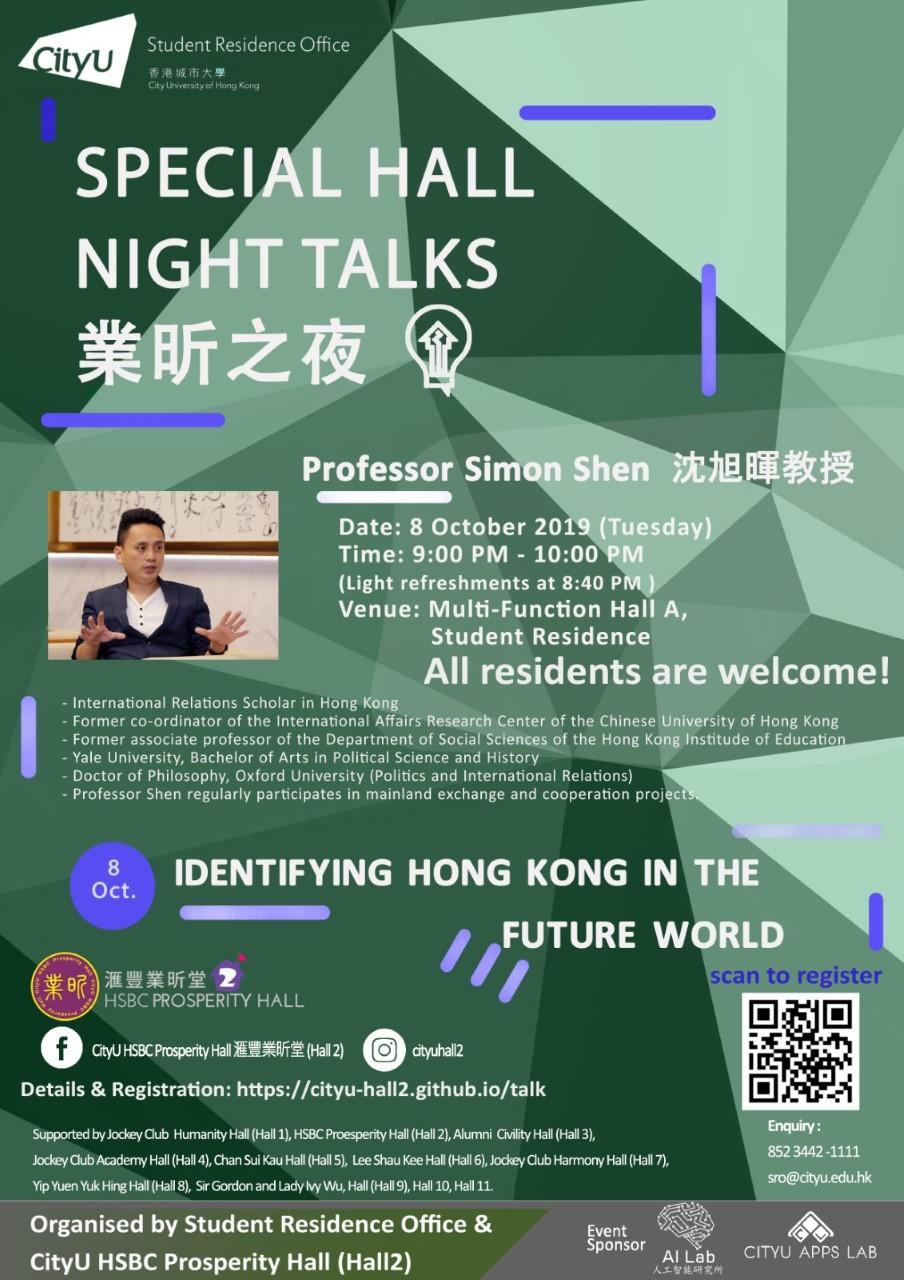 CityU
Student Residence Office
香港城市大學
City University of Hong Kong
SPECIAL HALL
NIGHT TALKS
業昕之夜
Professor Simon Shen 沈旭暉教授
Date: 8 October 2019 (Tuesday)
Time: 9:00 PM - 10:00 PM
(Light refreshments at 8:40 PM )
Venue: Multi-Function Hall A,
Student Residence
All residents are welcome!
- International Relations Scholar in Hong Kong
- Former co-ordinator of the International Affairs Research Center of the Chinese University of Hong Kong
- Former associate professor of the Department of Social Sciences of the Hong Kong Institude of Education
- Yale University, Bachelor of Arts in Political Science and History
- Doctor of Philosophy, Oxford University (Politics and International Relations)
- Professor Shen regularly participates in mainland exchange and cooperation projects.
8
Oct.
IDENTIFYING HONG KONG IN THE
FUTURE WORLD
scan to register
業昕
滙豐業昕堂 2
HSBC PROSPERITY HALL
f CityU HSBC Prosperity Hall 滙豐業昕堂 (Hall 2) cityuhall2
Details & Registration: https://cityu-hall2.github.io/talk
Supported by Jockey Club Humanity Hall (Hall 1), HSBC Proesperity Hall (Hall 2), Alumni Civility Hall (Hall 3),
Jockey Club Academy Hall (Hall 4), Chan Sui Kau Hall (Hall 5), Lee Shau Kee Hall (Hall 6), Jockey Club Harmony Hall (Hall 7),
Yip Yuen Yuk Hing Hall (Hall 8), Sir Gordon and Lady Ivy Wu, Hall (Hall 9), Hall 10, Hall 11.
Enquiry :
852 3442 -1111
sro@cityu.edu.hk
Organised by Student Residence Office &
CityU HSBC Prosperity Hall (Hall2)
Event
Sponsor
AI Lab
人工智能研究所
CITYU APPS LAB